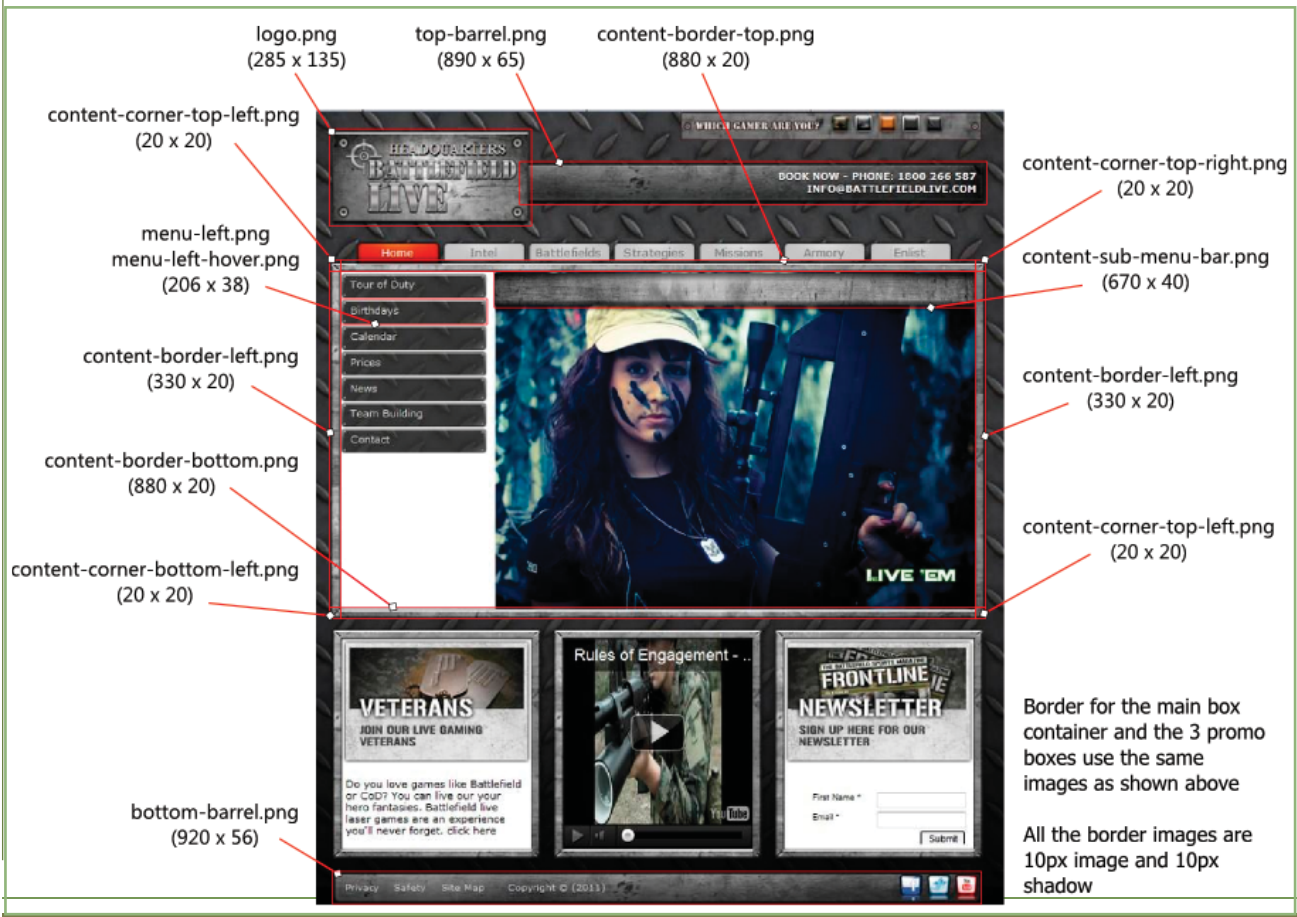 logo.png
(285 x 135)
top-barrel.png
(890 x 65)
content-border-top.png
(880 x 20)
content-corner-top-left.png
(20 x 20)
WHICH GAMER ARE YOU?
HEADQUARTERS
BATTLEFIELD
LIVE
BOOK NOW - PHONE: 1800 266 587
INFO@BATTLEFIELDLIVE.COM
content-corner-top-right.png
(20 x 20)
menu-left.png
menu-left-hover.png
(206 x 38)
Home
Intel
Battlefields
Strategies
Missions
Armory
Enlist
content-sub-menu-bar.png
(670 x 40)
Tour of Duty
Birthdays
Calendar
Prices
News
Team Building
Contact
content-border-left.png
(330 x 20)
content-border-left.png
(330 x 20)
content-border-bottom.png
(880 x 20)
content-corner-top-left.png
(20 x 20)
LIVE 'EM
content-corner-bottom-left.png
(20 x 20)
VETERANS
JOIN OUR LIVE GAMING
VETERANS
Do you love games like Battlefield
or CoD? You can live our your
hero fantasies. Battlefield live
laser games are an experience
you'll never forget. click here
Rules of Engagement - ..
YouTube
THE BATTLEFIELD SPORTS MAGAZINE
FRONTLINE
NEWSLETTER
SIGN UP HERE FOR OUR
NEWSLETTER
First Name *
Email *
Submit
Border for the main box
container and the 3 promo
boxes use the same
images as shown above
All the border images are
10px image and 10px
shadow
bottom-barrel.png
(920 x 56)
Privacy
Safety
Site Map
Copyright © (2011)